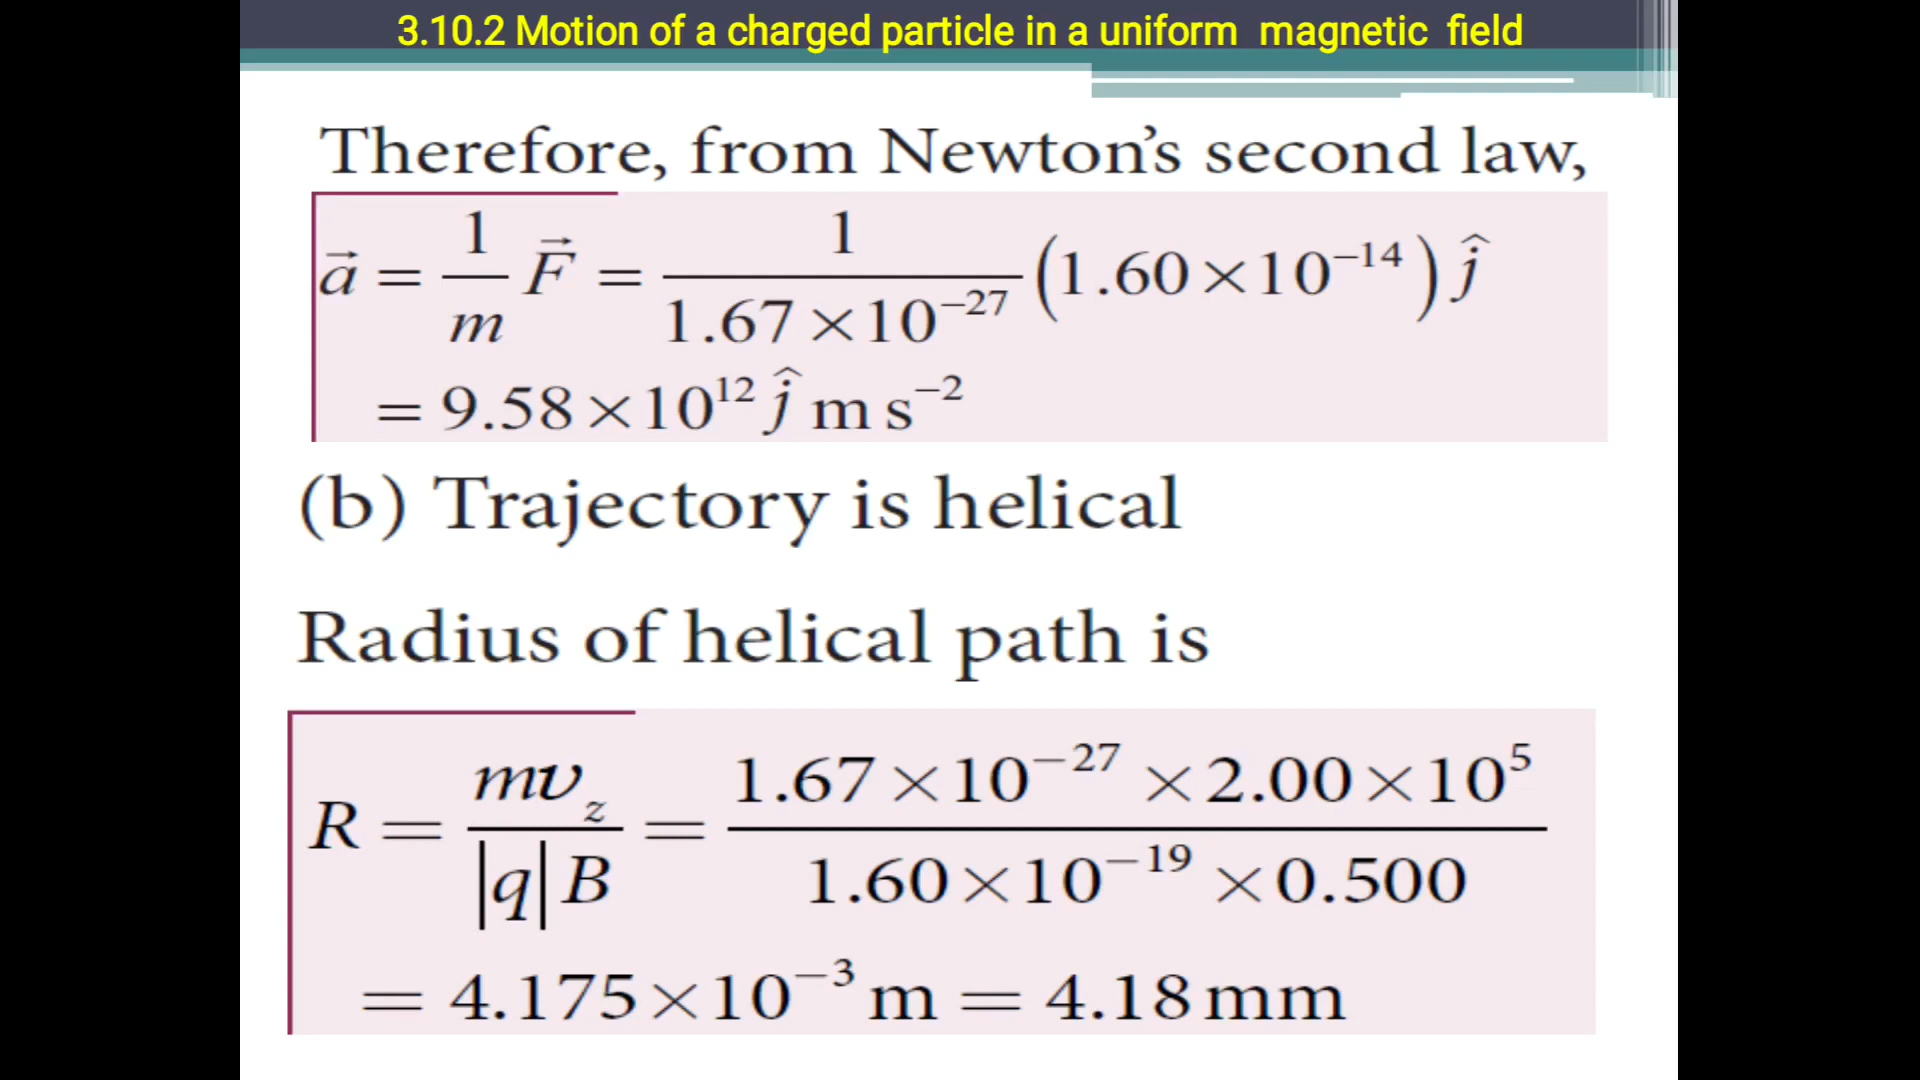 3.10.2 Motion of a charged particle in a uniform magnetic field
Therefore, from Newton's second law,
a⃗ = 1/m F⃗ = 1/(1.67×10⁻²⁷) (1.60×10⁻¹⁴) ĵ
= 9.58×10¹² ĵ m s⁻²
(b) Trajectory is helical
Radius of helical path is
R = mυ_z/(|q|B) = (1.67×10⁻²⁷ ×2.00×10⁵)/(1.60×10⁻¹⁹ ×0.500)
= 4.175×10⁻³ m = 4.18 mm